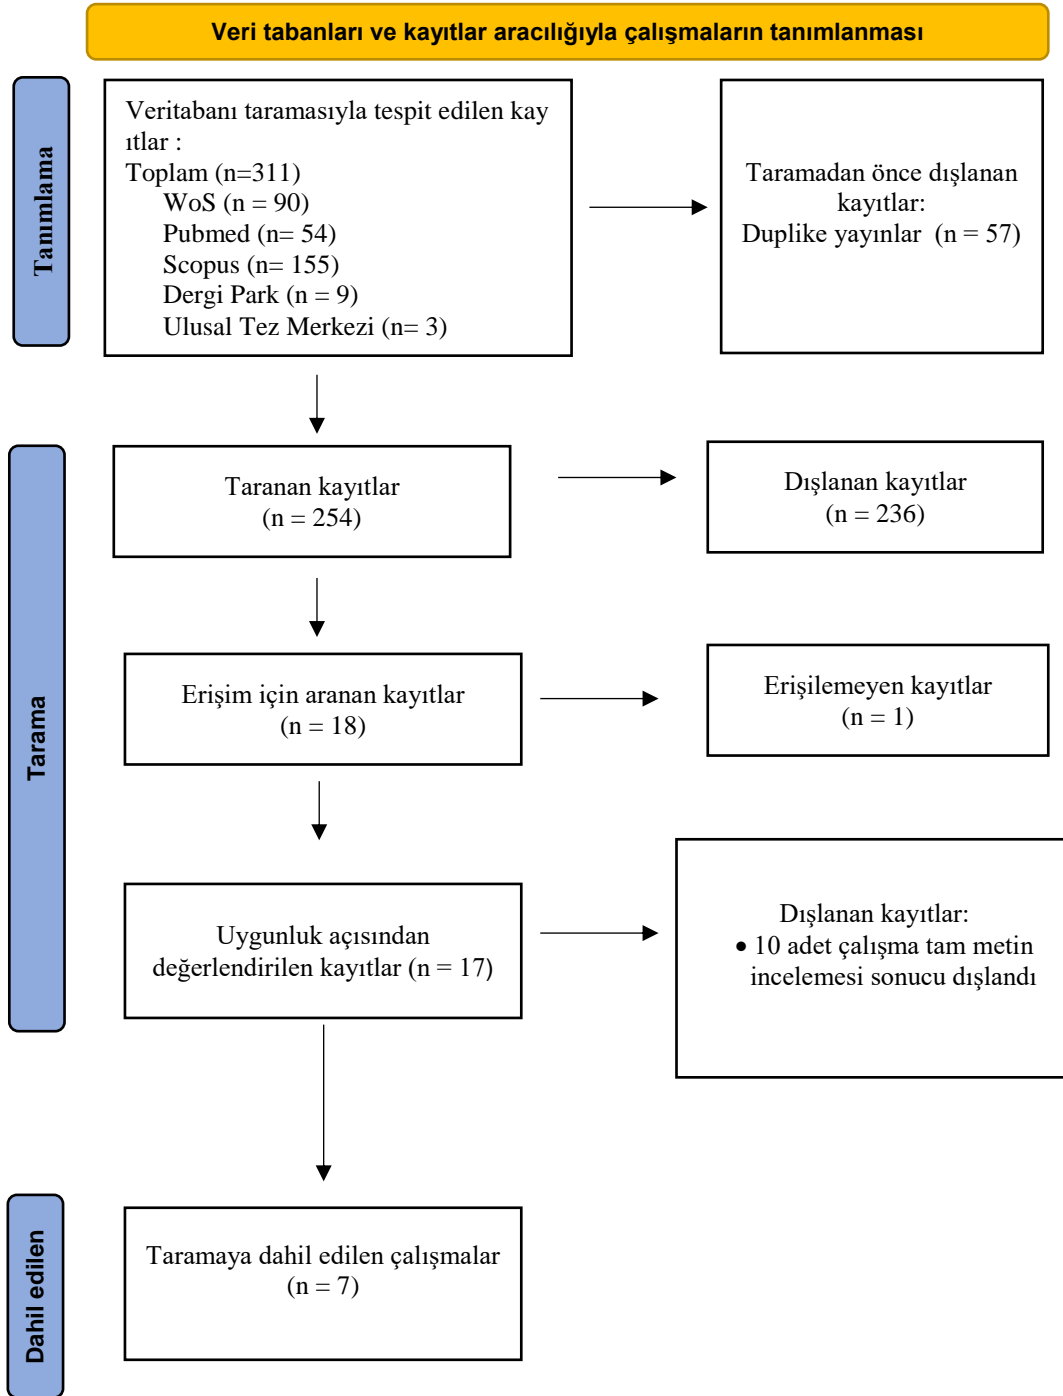 Veri tabanları ve kayıtlar aracılığıyla çalışmaların tanımlanması
Tanımlama
Veritabanı taramasıyla tespit edilen kay
ıtlar :
Toplam (n=311)
WoS (n = 90)
Pubmed (n= 54)
Scopus (n= 155)
Dergi Park (n = 9)
Ulusal Tez Merkezi (n= 3)
Taramadan önce dışlanan
kayıtlar:
Duplike yayınlar (n = 57)
Tarama
Taranan kayıtlar
(n = 254)
Dışlanan kayıtlar
(n = 236)
Erişim için aranan kayıtlar
(n = 18)
Erişilemeyen kayıtlar
(n = 1)
Uygunluk açısından
değerlendirilen kayıtlar (n = 17)
Dışlanan kayıtlar:
• 10 adet çalışma tam metin
incelemesi sonucu dışlandı
Dahil edilen
Taramaya dahil edilen çalışmalar
(n = 7)